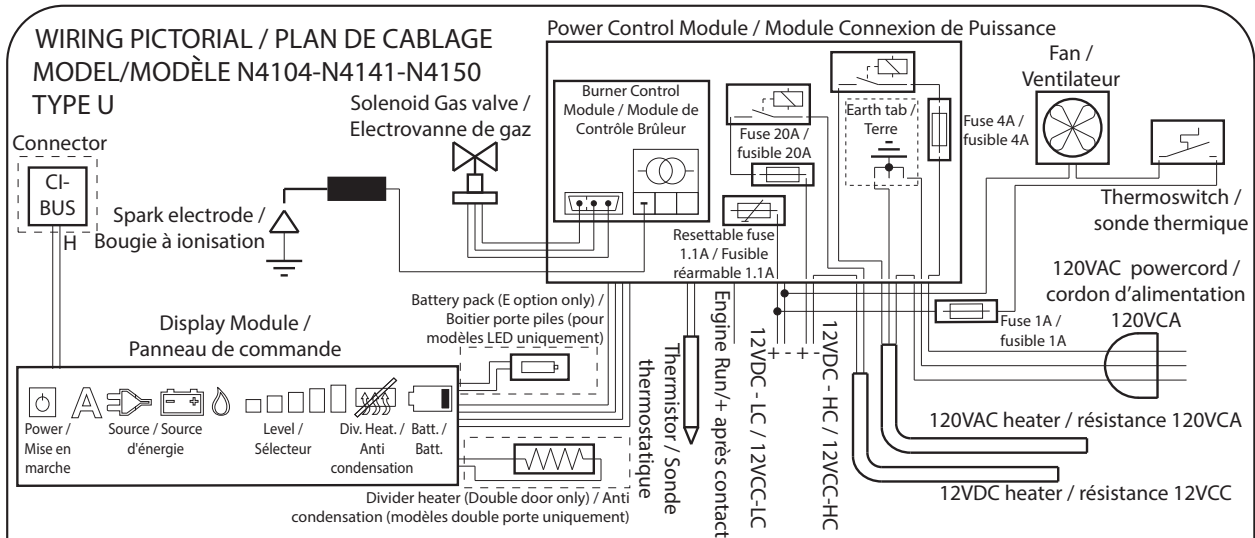 WIRING PICTORIAL / PLAN DE CABLAGE
MODEL/MODÈLE N4104-N4141-N4150
TYPE U
Power Control Module / Module Connexion de Puissance
Connector
CI-
BUS
H
Spark electrode /
Bougie à ionisation
Solenoid Gas valve /
Electrovanne de gaz
Burner Control
Module / Module de
Contrôle Brûleur
Fuse 20A /
fusible 20A
Resettable fuse
1.1A / Fusible
réarmable 1.1A
Earth tab /
Terre
Fuse 4A /
fusible 4A
Fan /
Ventilateur
Thermoswitch /
sonde thermique
120VAC powercord /
cordon d'alimentation
120VCA
Fuse 1A /
fusible 1A
Display Module /
Panneau de commande
Battery pack (E option only) /
Boitier porte piles (pour
modèles LED uniquement)
A
- +
Power /
Mise en
marche
Source / Source
d'énergie
Level /
Sélecteur
Div. Heat. /
Anti
condensation
Batt. /
Batt.
Divider heater (Double door only) / Anti
condensation (modèles double porte uniquement)
Thermistor / Sonde
thermostatique
Engine Run/+ après contact
12VDC - LC / 12VCC-LC
+ - + -
12VDC - HC / 12VCC-HC
120VAC heater / résistance 120VCA
12VDC heater / résistance 12VCC